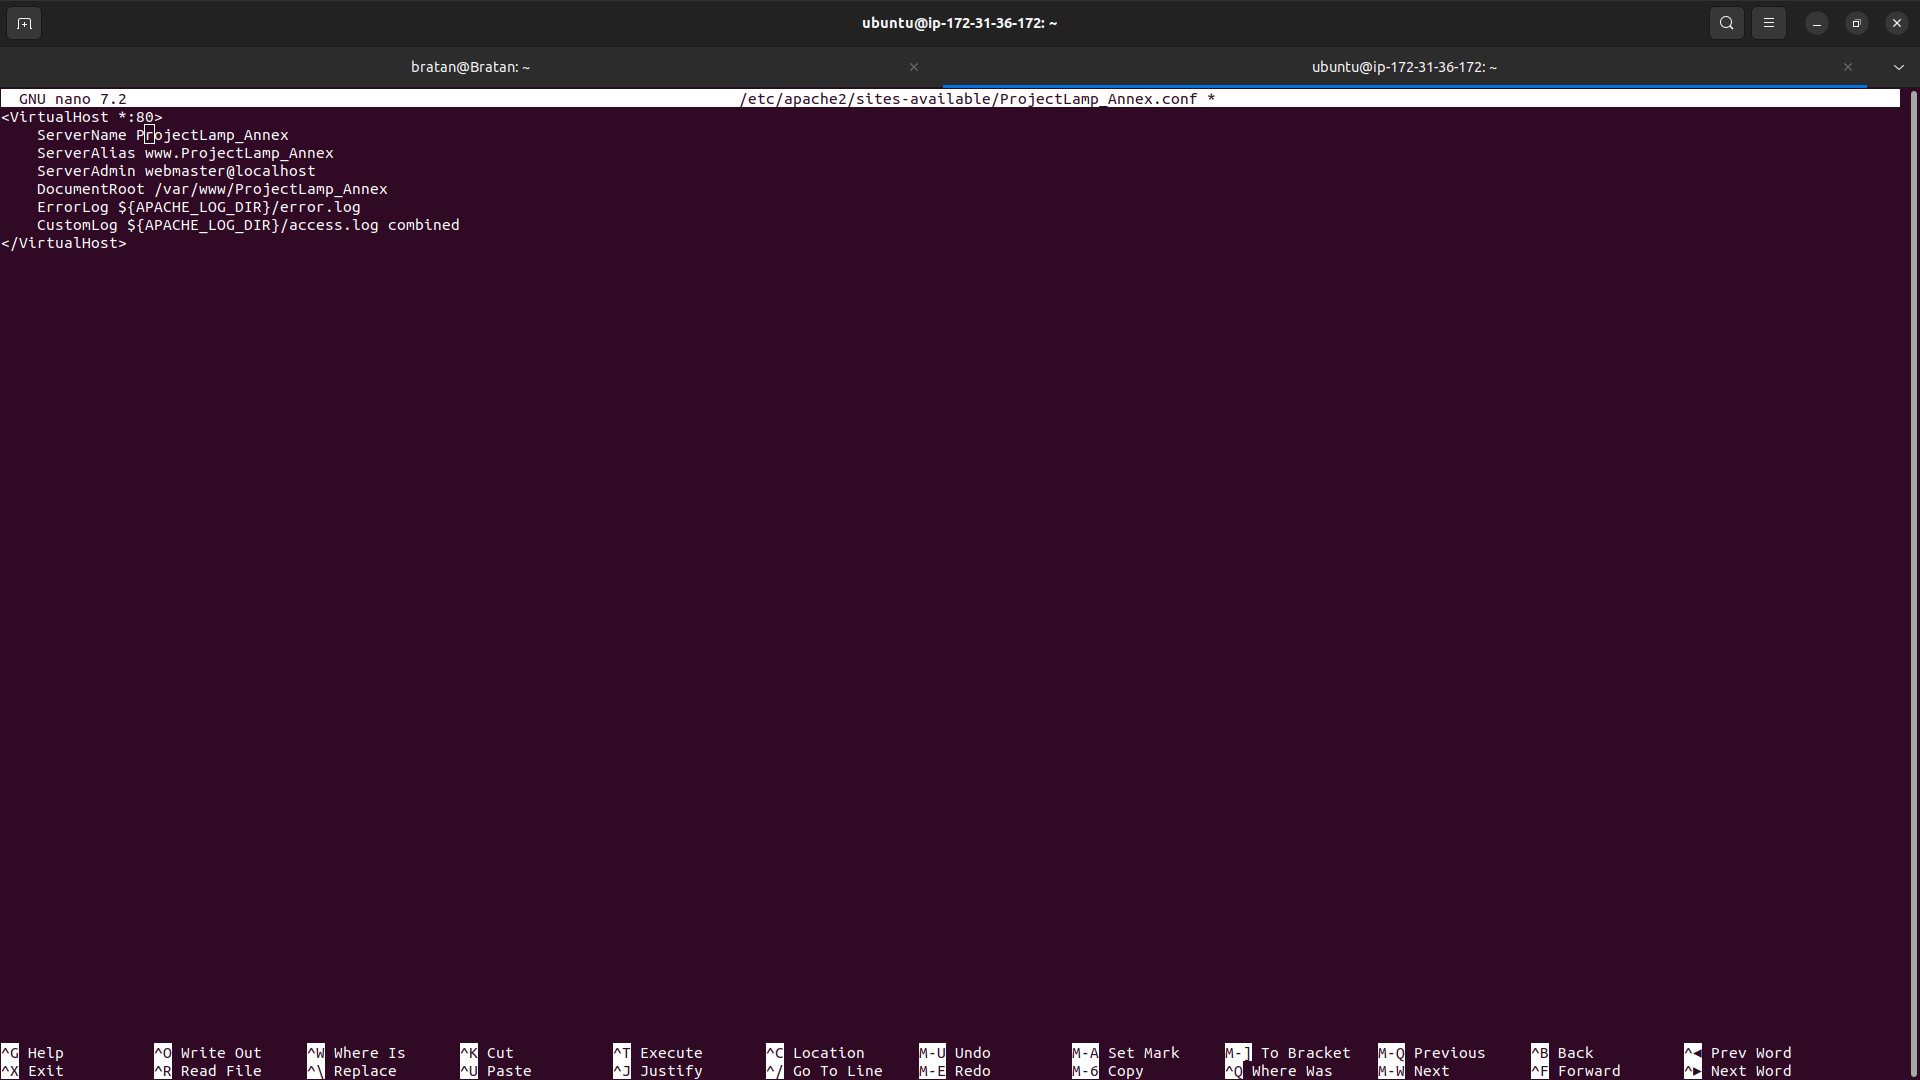 ubuntu@ip-172-31-36-172: ~
bratan@Bratan: ~
ubuntu@ip-172-31-36-172: ~
GNU nano 7.2 /etc/apache2/sites-available/ProjectLamp_Annex.conf *
<VirtualHost *:80>
    ServerName ProjectLamp_Annex
    ServerAlias www.ProjectLamp_Annex
    ServerAdmin webmaster@localhost
    DocumentRoot /var/www/ProjectLamp_Annex
    ErrorLog ${APACHE_LOG_DIR}/error.log
    CustomLog ${APACHE_LOG_DIR}/access.log combined
</VirtualHost>
^G Help ^O Write Out ^W Where Is ^K Cut ^T Execute ^C Location M-U Undo M-A Set Mark M-] To Bracket M-Q Previous ^B Back ^◄ Prev Word
^X Exit ^R Read File ^\ Replace ^U Paste ^J Justify ^/ Go To Line M-E Redo M-6 Copy ^Q Where Was M-W Next ^F Forward ^► Next Word